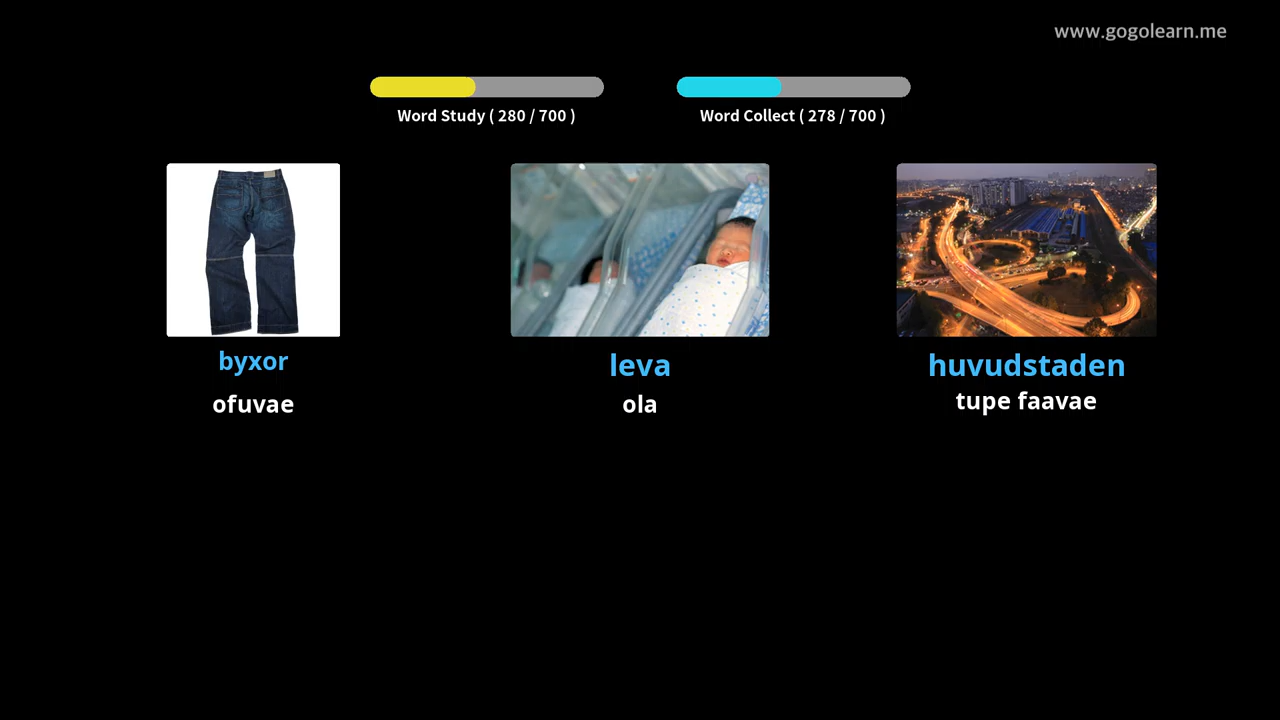 www.gogolearn.me
Word Study ( 280 / 700 )
Word Collect ( 278 / 700 )
byxor
ofuvae
leva
ola
huvudstaden
tupe faavae